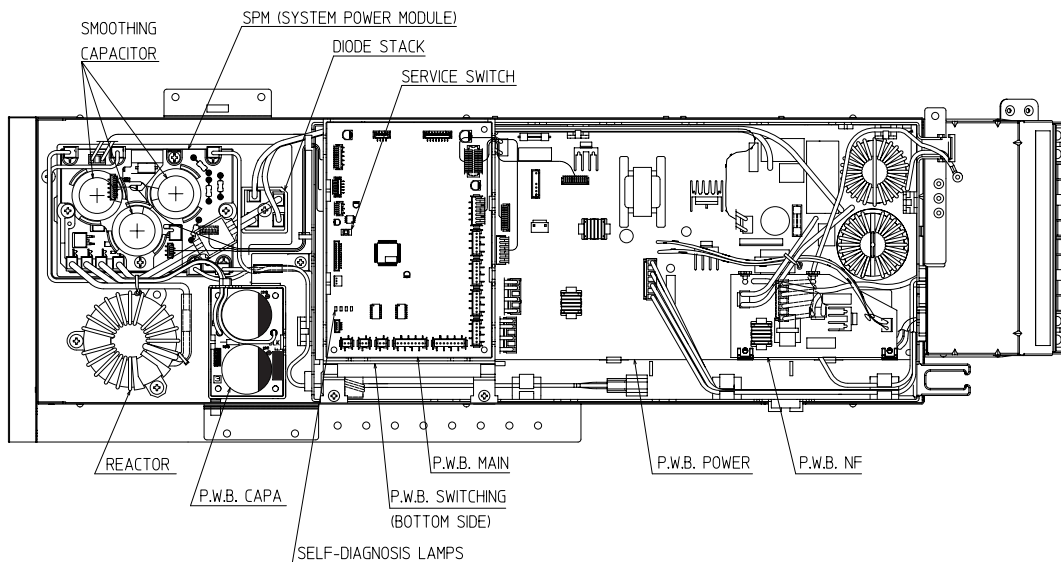 SPM (SYSTEM POWER MODULE)
SMOOTHING
CAPACITOR
DIODE STACK
SERVICE SWITCH
REACTOR
P.W.B. MAIN
P.W.B. POWER
P.W.B. NF
P.W.B. CAPA
P.W.B. SWITCHING
(BOTTOM SIDE)
SELF-DIAGNOSIS LAMPS